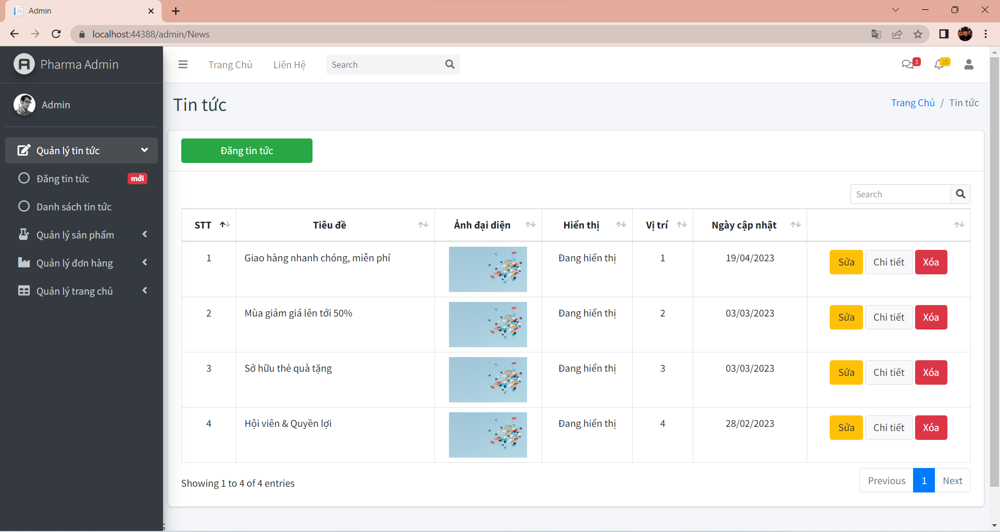 Admin
localhost:44388/admin/News
Pharma Admin
Trang Chủ
Liên Hệ
Search
3
15
Admin
Tin tức
Trang Chủ / Tin tức
Quản lý tin tức
Đăng tin tức
mới
Danh sách tin tức
Quản lý sản phẩm
Quản lý đơn hàng
Quản lý trang chủ
Đăng tin tức
Search
STT Tiêu đề Ảnh đại diện Hiển thị Vị trí Ngày cập nhật
1 Giao hàng nhanh chóng, miễn phí Đang hiển thị 1 19/04/2023 Sửa Chi tiết Xóa
2 Mùa giảm giá lên tới 50% Đang hiển thị 2 03/03/2023 Sửa Chi tiết Xóa
3 Sở hữu thẻ quà tặng Đang hiển thị 3 03/03/2023 Sửa Chi tiết Xóa
4 Hội viên & Quyền lợi Đang hiển thị 4 28/02/2023 Sửa Chi tiết Xóa
Showing 1 to 4 of 4 entries
Previous 1 Next
;